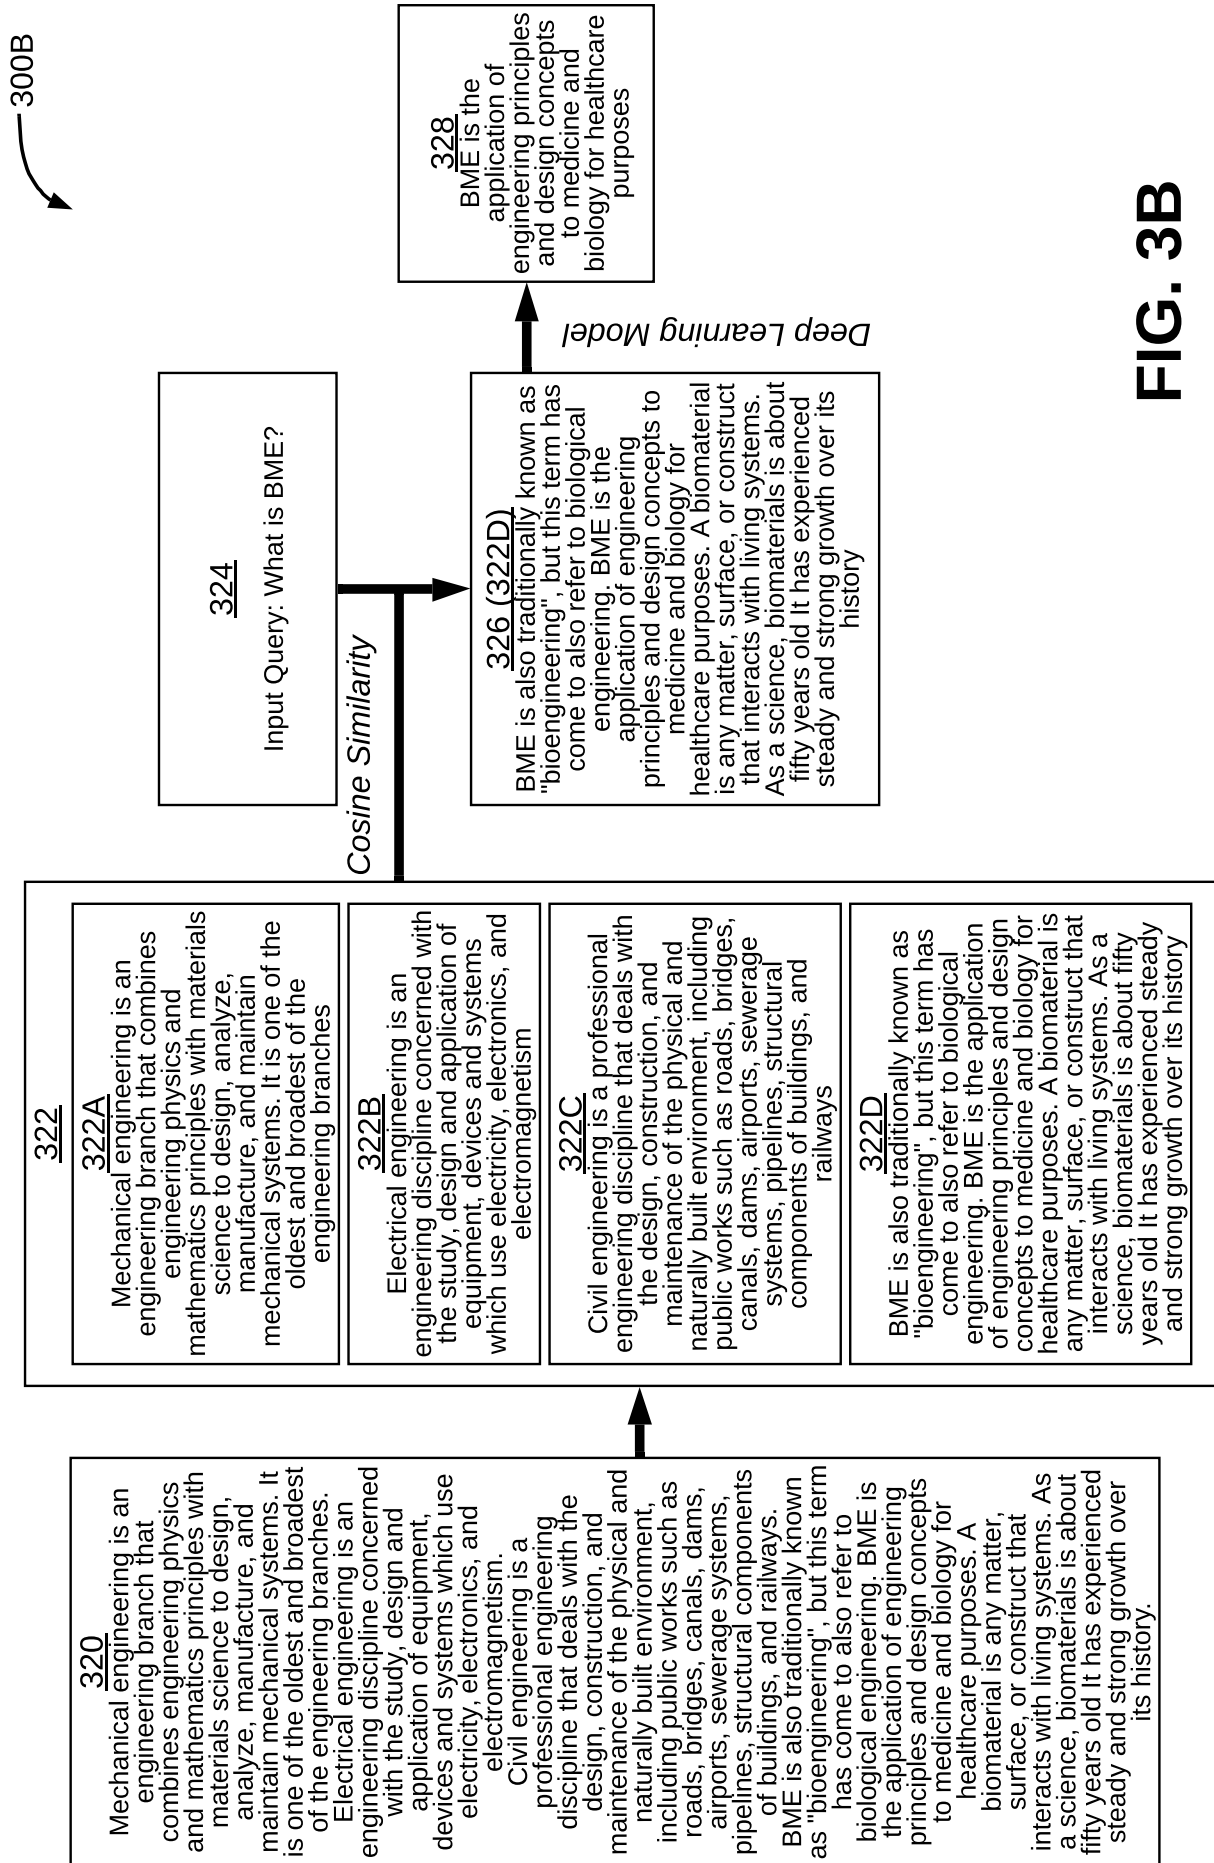 300B
320
Mechanical engineering is an
engineering branch that
combines engineering physics
and mathematics principles with
materials science to design,
analyze, manufacture, and
maintain mechanical systems. It
is one of the oldest and broadest
of the engineering branches.
Electrical engineering is an
engineering discipline concerned
with the study, design and
application of equipment,
devices and systems which use
electricity, electronics, and
electromagnetism.
Civil engineering is a
professional engineering
discipline that deals with the
design, construction, and
maintenance of the physical and
naturally built environment,
including public works such as
roads, bridges, canals, dams,
airports, sewerage systems,
pipelines, structural components
of buildings, and railways.
BME is also traditionally known
as "bioengineering", but this term
has come to also refer to
biological engineering. BME is
the application of engineering
principles and design concepts
to medicine and biology for
healthcare purposes. A
biomaterial is any matter,
surface, or construct that
interacts with living systems. As
a science, biomaterials is about
fifty years old It has experienced
steady and strong growth over
its history.
322
322A
Mechanical engineering is an
engineering branch that combines
engineering physics and
mathematics principles with materials
science to design, analyze,
manufacture, and maintain
mechanical systems. It is one of the
oldest and broadest of the
engineering branches
322B
Electrical engineering is an
engineering discipline concerned with
the study, design and application of
equipment, devices and systems
which use electricity, electronics, and
electromagnetism
322C
Civil engineering is a professional
engineering discipline that deals with
the design, construction, and
maintenance of the physical and
naturally built environment, including
public works such as roads, bridges,
canals, dams, airports, sewerage
systems, pipelines, structural
components of buildings, and
railways
322D
BME is also traditionally known as
"bioengineering", but this term has
come to also refer to biological
engineering. BME is the application
of engineering principles and design
concepts to medicine and biology for
healthcare purposes. A biomaterial is
any matter, surface, or construct that
interacts with living systems. As a
science, biomaterials is about fifty
years old It has experienced steady
and strong growth over its history
Cosine Similarity
324
Input Query: What is BME?
326 (322D)
BME is also traditionally known as
"bioengineering", but this term has
come to also refer to biological
engineering. BME is the
application of engineering
principles and design concepts to
medicine and biology for
healthcare purposes. A biomaterial
is any matter, surface, or construct
that interacts with living systems.
As a science, biomaterials is about
fifty years old It has experienced
steady and strong growth over its
history
Deep Learning Model
328
BME is the
application of
engineering principles
and design concepts
to medicine and
biology for healthcare
purposes
FIG. 3B